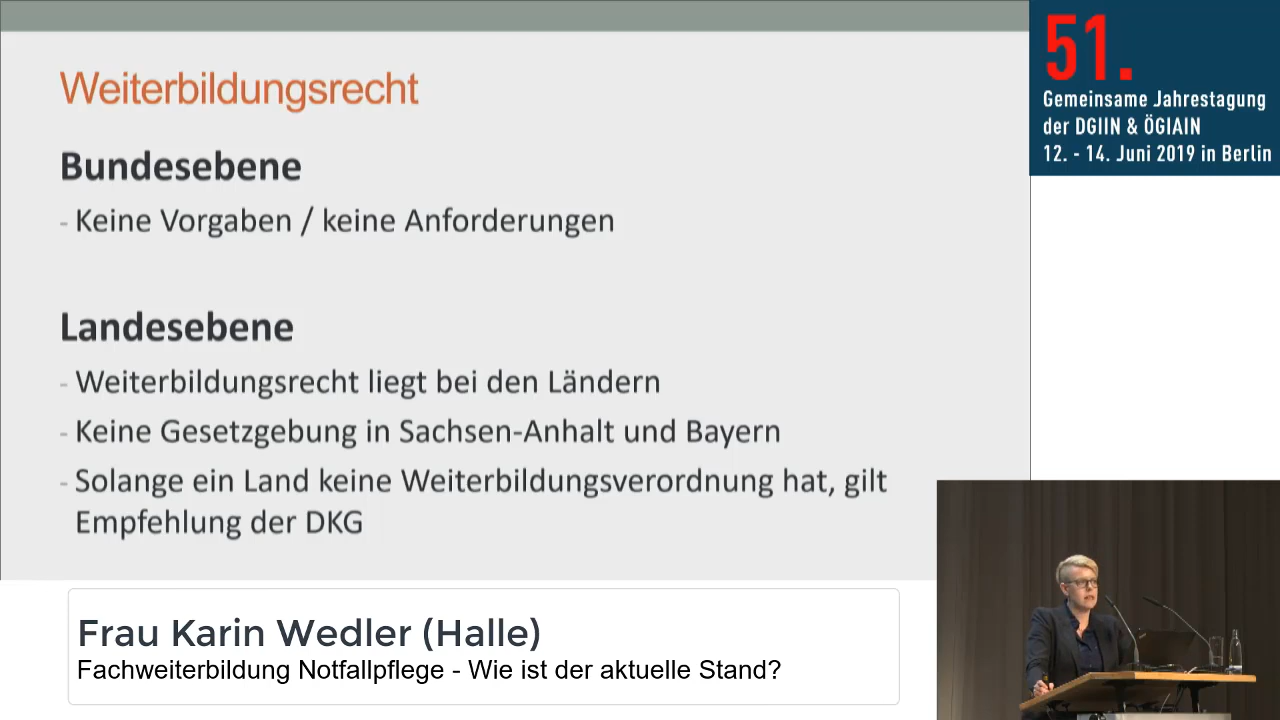 Weiterbildungsrecht
Bundesebene
- Keine Vorgaben / keine Anforderungen
Landesebene
- Weiterbildungsrecht liegt bei den Ländern
- Keine Gesetzgebung in Sachsen-Anhalt und Bayern
- Solange ein Land keine Weiterbildungsverordnung hat, gilt
Empfehlung der DKG
51.
Gemeinsame Jahrestagung
der DGIIN & ÖGIAIN
12. - 14. Juni 2019 in Berlin
Frau Karin Wedler (Halle)
Fachweiterbildung Notfallpflege - Wie ist der aktuelle Stand?